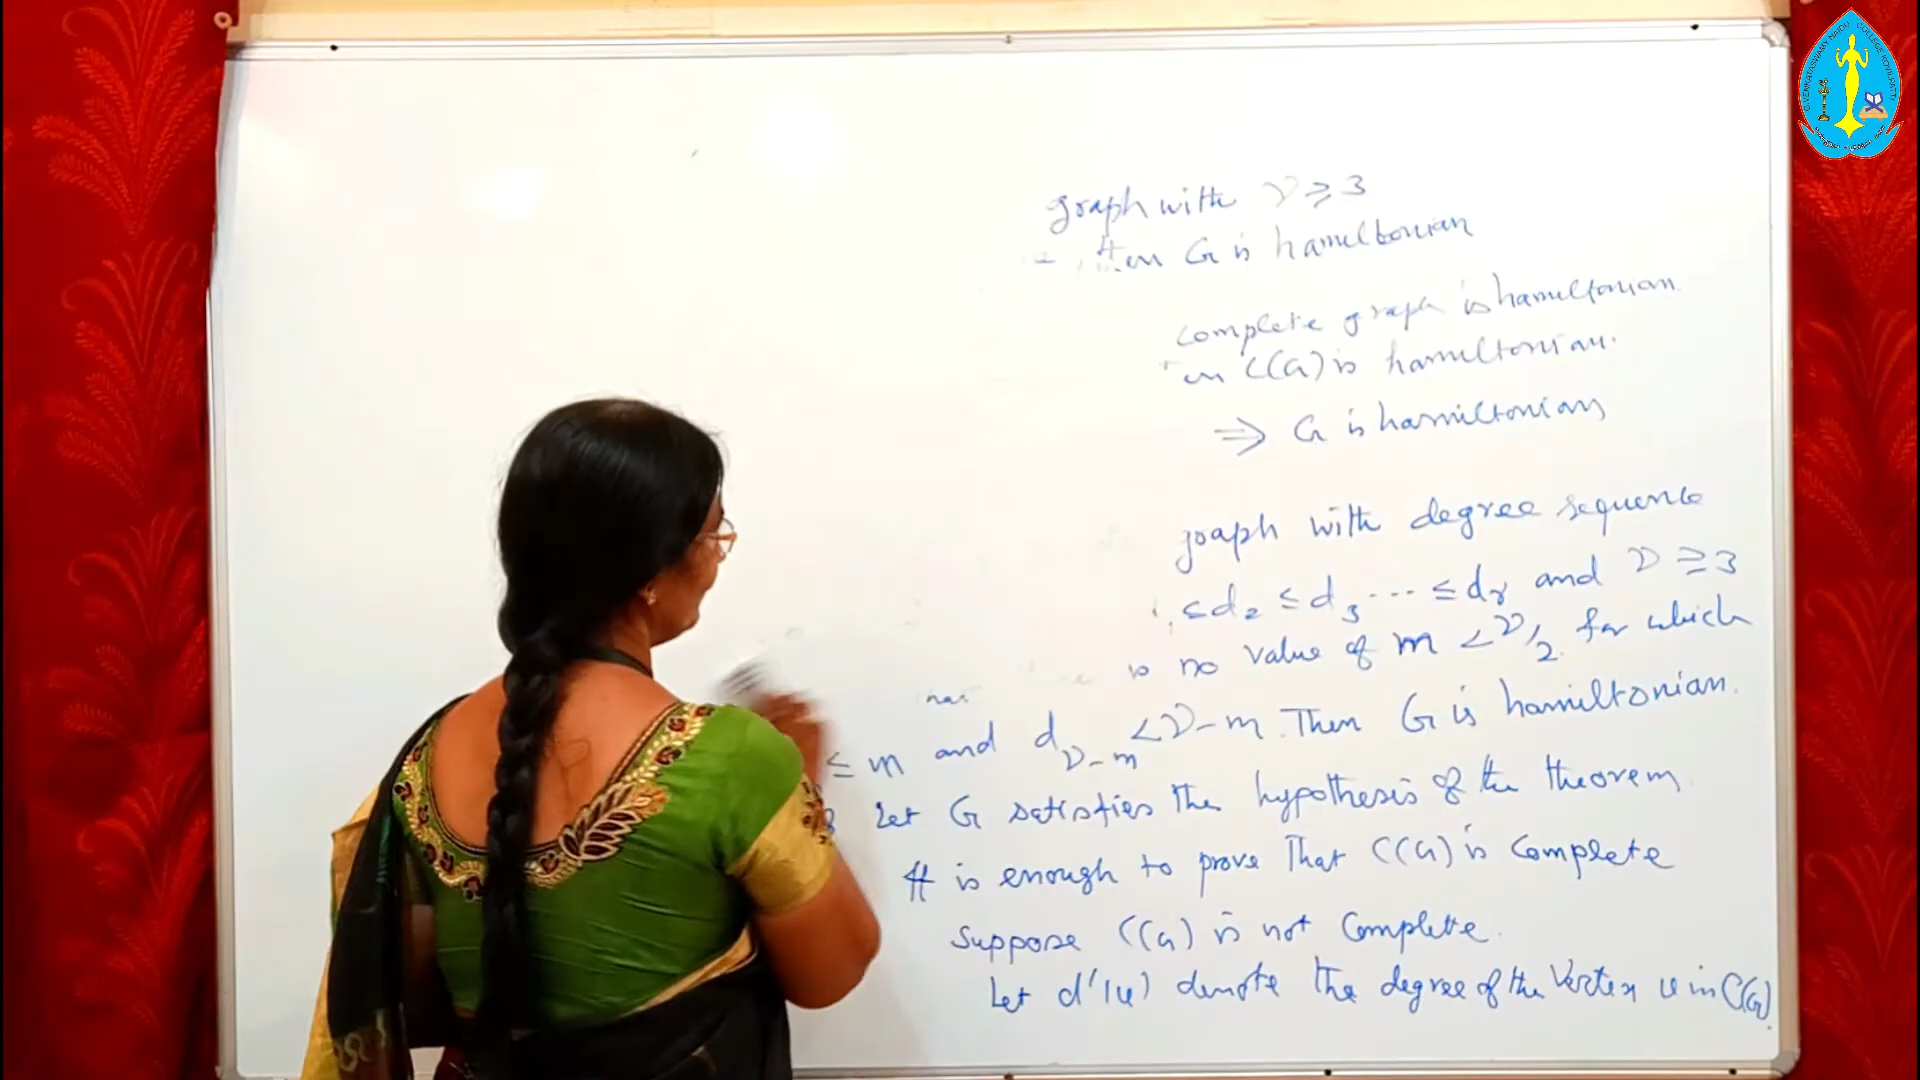 graph with ν ≥ 3
then G is hamiltonian
complete graph is hamiltonian
C(G) is hamiltonian.
⇒ G is hamiltonian
graph with degree sequence
≤ d₂ ≤ d₃ ... ≤ dᵧ and ν ≥ 3
is no value of m < ν/2 for which
≤ m and d_{ν-m} < ν-m. Then G is hamiltonian.
Let G satisfies the hypothesis of the theorem
It is enough to prove that C(G) is complete
Suppose C(G) is not complete.
Let d'(u) denote the degree of the vertex u in C(G).